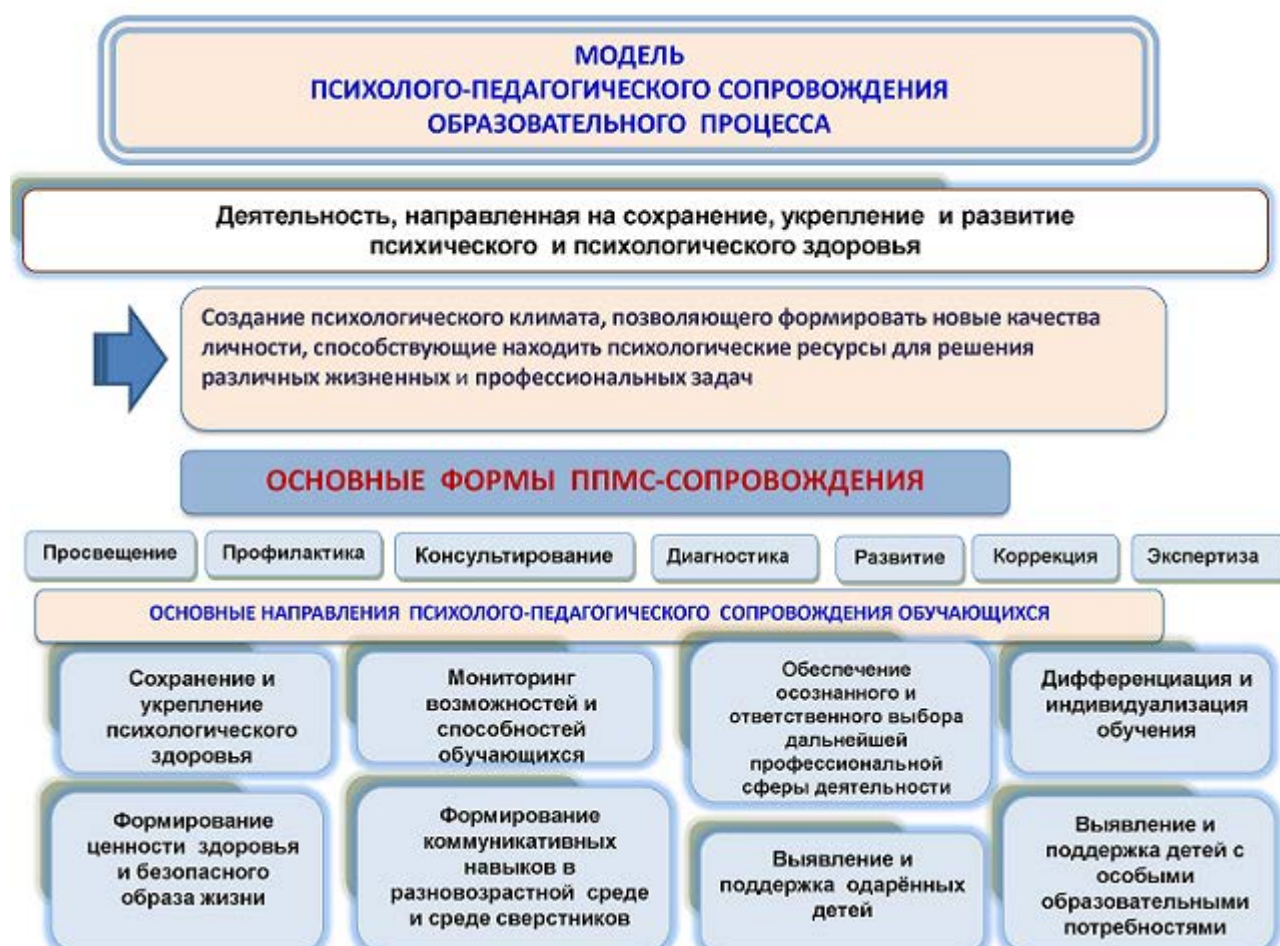 МОДЕЛЬ
ПСИХОЛОГО-ПЕДАГОГИЧЕСКОГО СОПРОВОЖДЕНИЯ
ОБРАЗОВАТЕЛЬНОГО ПРОЦЕССА
Деятельность, направленная на сохранение, укрепление и развитие
психического и психологического здоровья
Создание психологического климата, позволяющего формировать новые качества
личности, способствующие находить психологические ресурсы для решения
различных жизненных и профессиональных задач
ОСНОВНЫЕ ФОРМЫ ППМС-СОПРОВОЖДЕНИЯ
Просвещение
Профилактика
Консультирование
Диагностика
Развитие
Коррекция
Экспертиза
ОСНОВНЫЕ НАПРАВЛЕНИЯ ПСИХОЛОГО-ПЕДАГОГИЧЕСКОГО СОПРОВОЖДЕНИЯ ОБУЧАЮЩИХСЯ
Сохранение и
укрепление
психологического
здоровья
Мониторинг
возможностей и
способностей
обучающихся
Обеспечение
осознанного и
ответственного выбора
дальнейшей
профессиональной
сферы деятельности
Дифференциация и
индивидуализация
обучения
Формирование
ценности здоровья
и безопасного
образа жизни
Формирование
коммуникативных
навыков в
разновозрастной среде
и среде сверстников
Выявление и
поддержка одарённых
детей
Выявление и
поддержка детей с
особыми
образовательными
потребностями